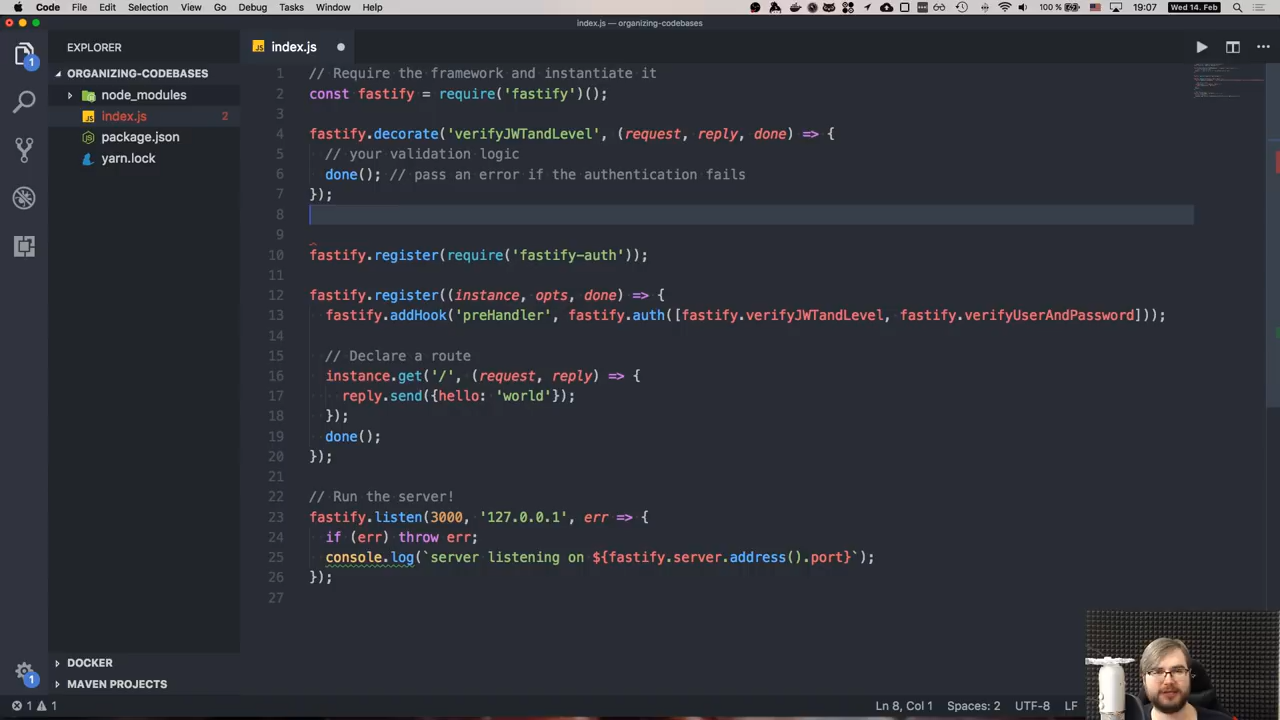 Code File Edit Selection View Go Debug Tasks Window Help 100 % 19:07 Wed 14. Feb
index.js — organizing-codebases
EXPLORER
ORGANIZING-CODEBASES
node_modules
index.js 2
package.json
yarn.lock
DOCKER
MAVEN PROJECTS
1
1
JS index.js
1 // Require the framework and instantiate it
2 const fastify = require('fastify')();
3
4 fastify.decorate('verifyJWTandLevel', (request, reply, done) => {
5 // your validation logic
6 done(); // pass an error if the authentication fails
7 });
8
9
10 fastify.register(require('fastify-auth'));
11
12 fastify.register((instance, opts, done) => {
13 fastify.addHook('preHandler', fastify.auth([fastify.verifyJWTandLevel, fastify.verifyUserAndPassword]));
14
15 // Declare a route
16 instance.get('/', (request, reply) => {
17 reply.send({hello: 'world'});
18 });
19 done();
20 });
21
22 // Run the server!
23 fastify.listen(3000, '127.0.0.1', err => {
24 if (err) throw err;
25 console.log(`server listening on ${fastify.server.address().port}`);
26 });
27
1 1 Ln 8, Col 1 Spaces: 2 UTF-8 LF